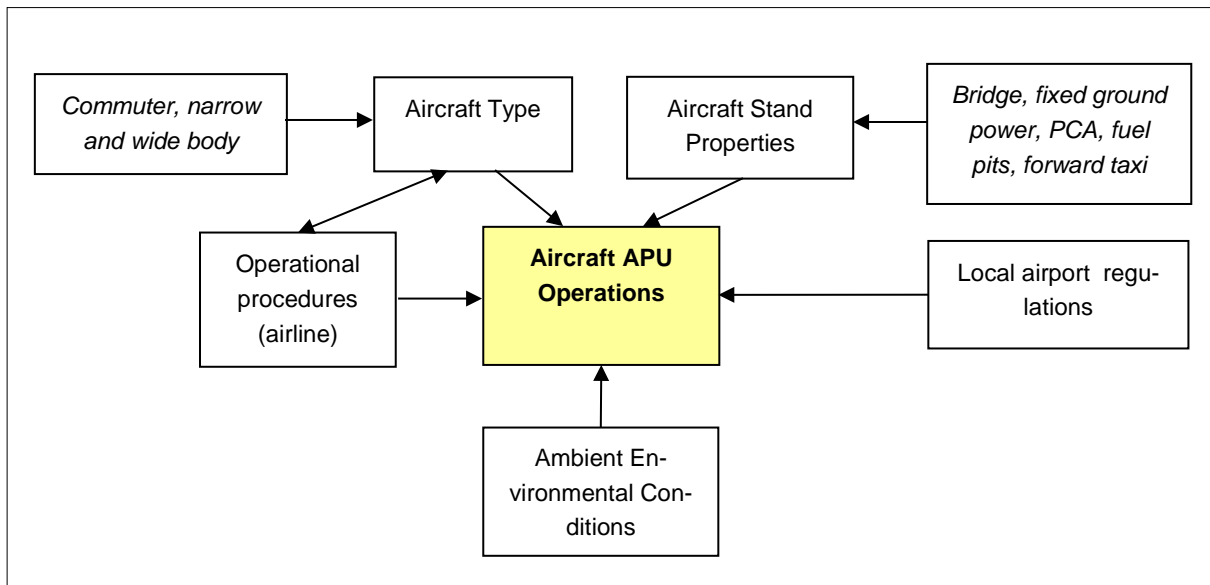 Commuter, narrow
and wide body
Aircraft Type
Aircraft Stand
Properties
Bridge, fixed ground
power, PCA, fuel
pits, forward taxi
Operational
procedures
(airline)
Aircraft APU
Operations
Local airport regu-
lations
Ambient En-
vironmental Con-
ditions